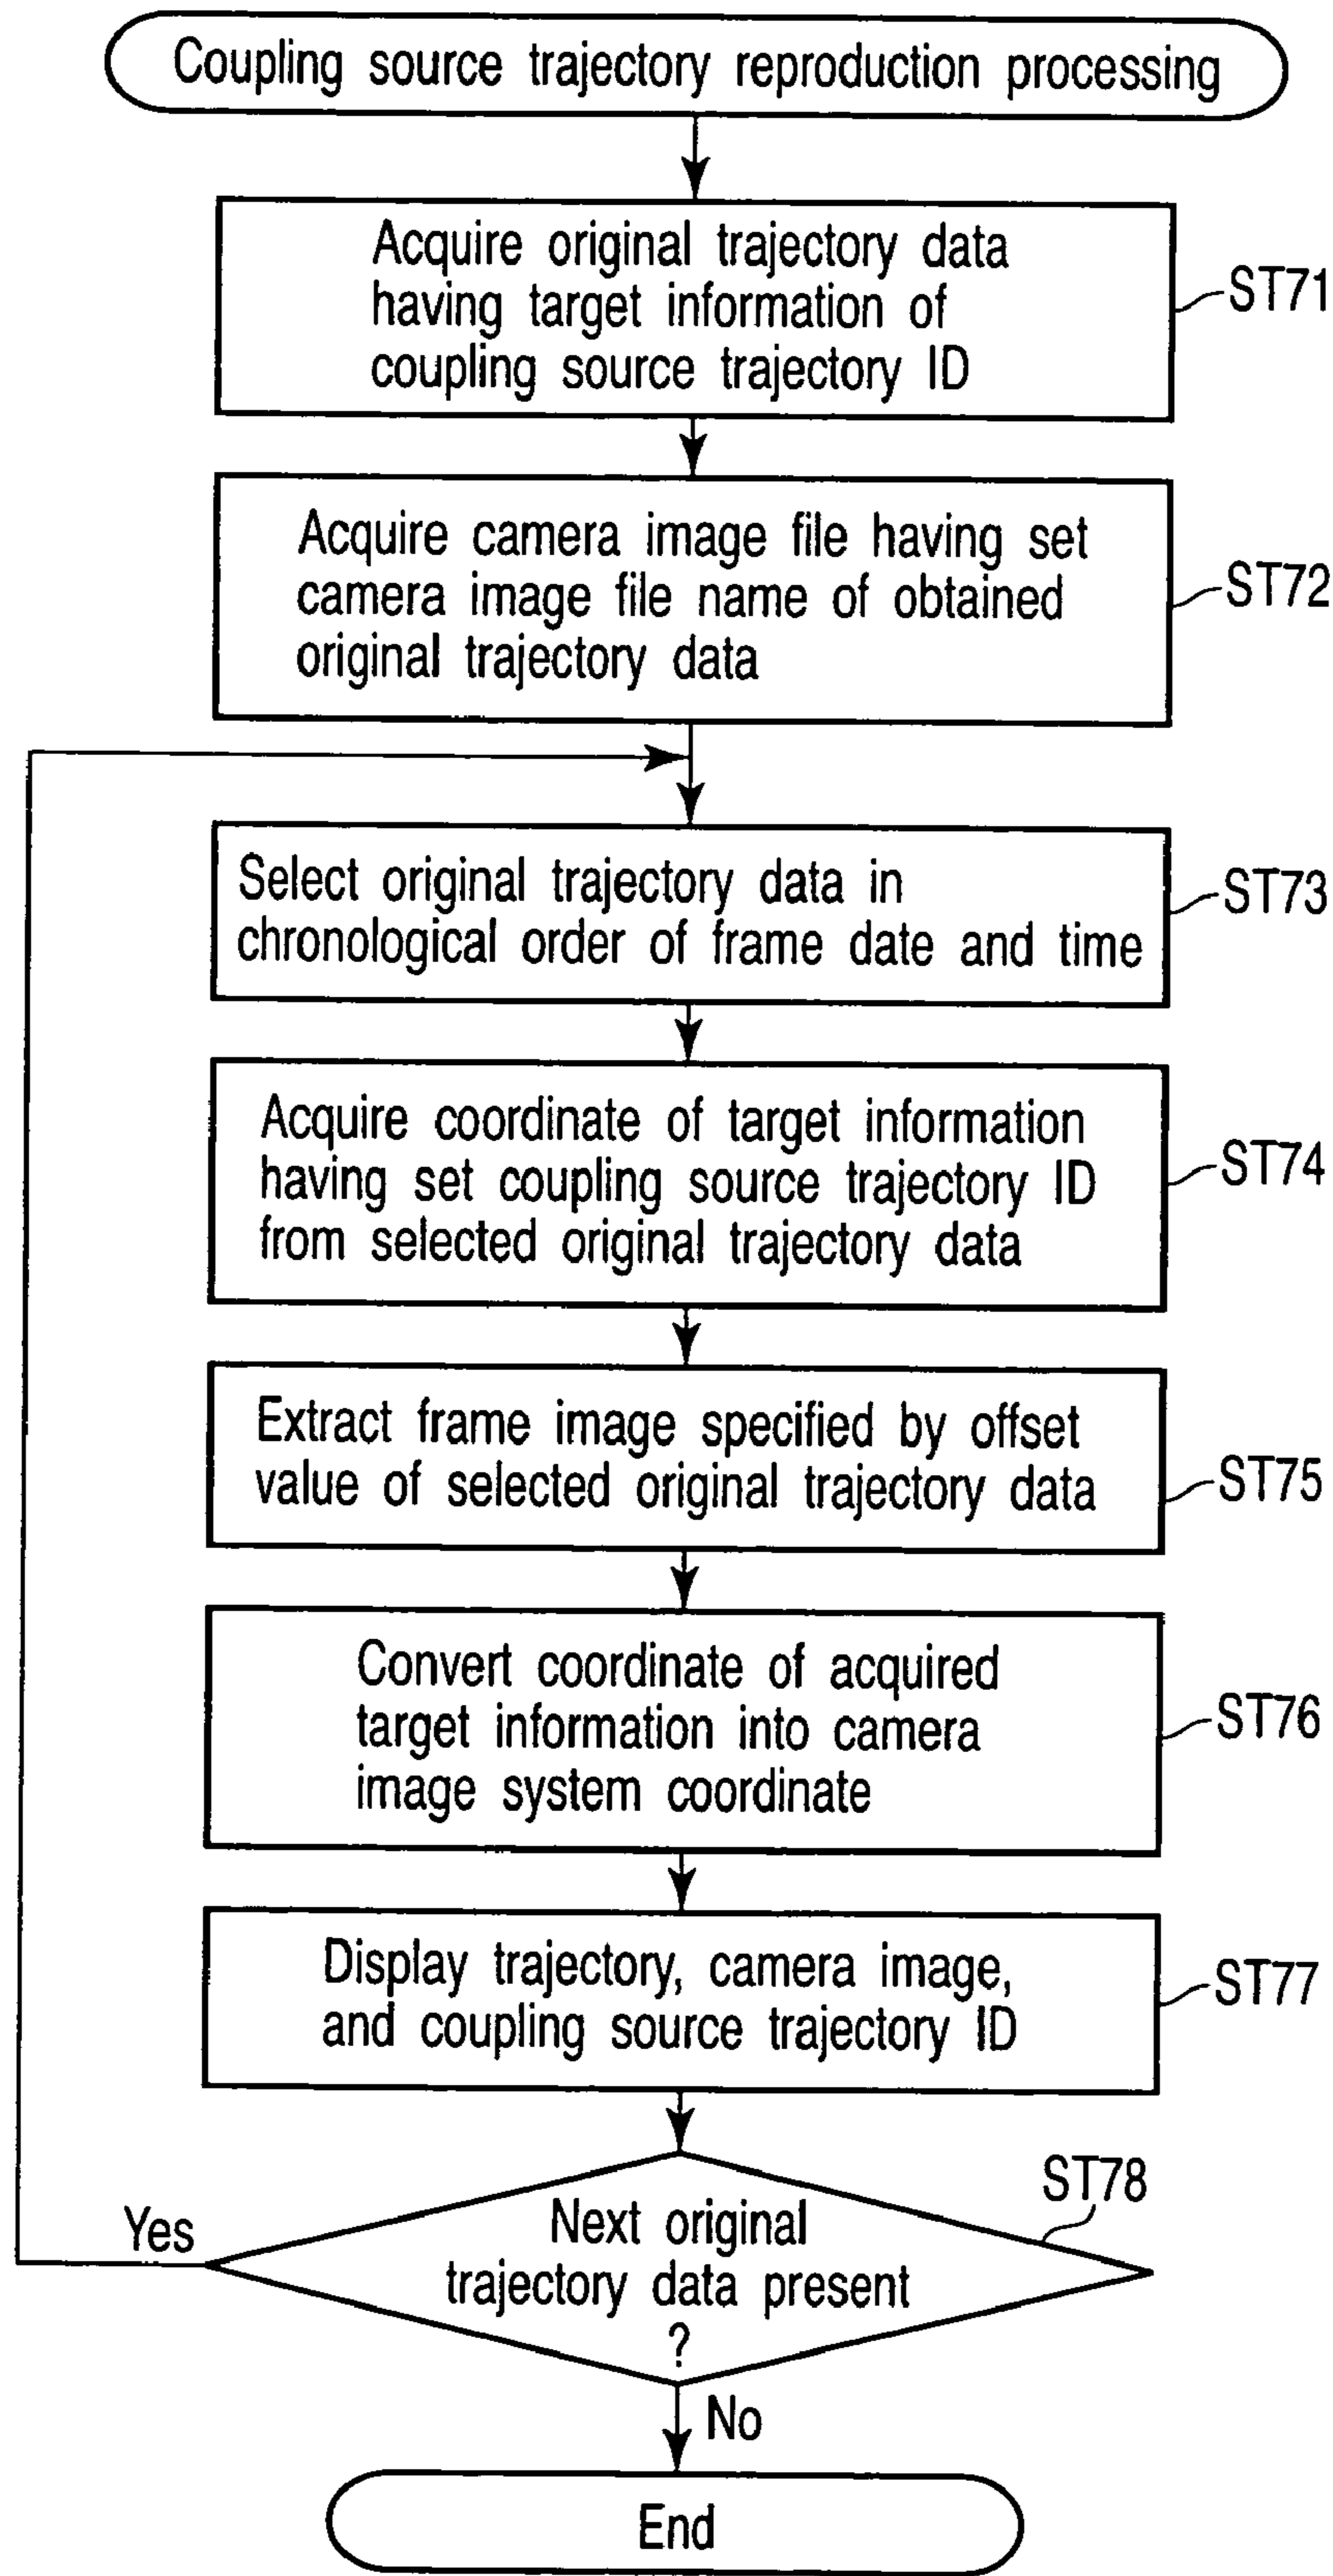 Coupling source trajectory reproduction processing
Acquire original trajectory data
having target information of
coupling source trajectory ID
ST71
Acquire camera image file having set
camera image file name of obtained
original trajectory data
ST72
Select original trajectory data in
chronological order of frame date and time
ST73
Acquire coordinate of target information
having set coupling source trajectory ID
from selected original trajectory data
ST74
Extract frame image specified by offset
value of selected original trajectory data
ST75
Convert coordinate of acquired
target information into camera
image system coordinate
ST76
Display trajectory, camera image,
and coupling source trajectory ID
ST77
ST78
Yes
Next original
trajectory data present
?
No
End